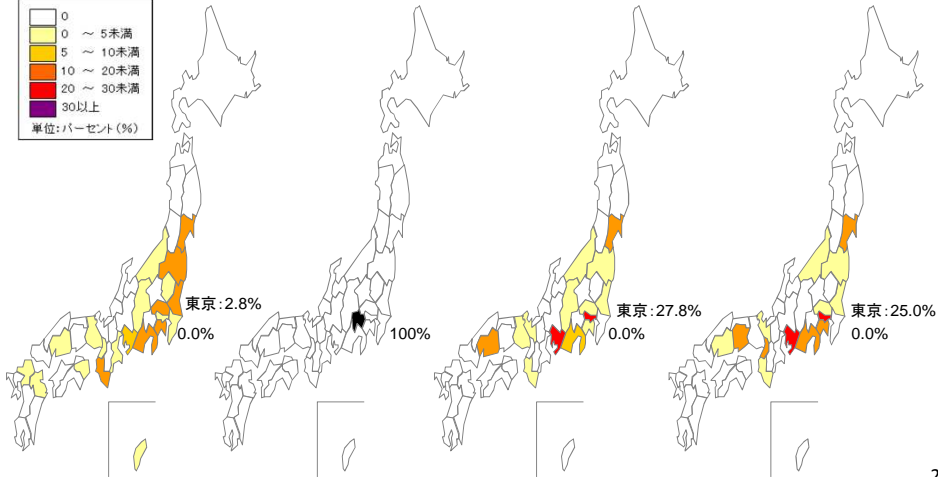 0
0 ～ 5未満
5 ～ 10未満
10 ～ 20未満
20 ～ 30未満
30以上
単位：パーセント（％）
東京：2.8%
0.0%
100%
東京：27.8%
0.0%
東京：25.0%
0.0%
2